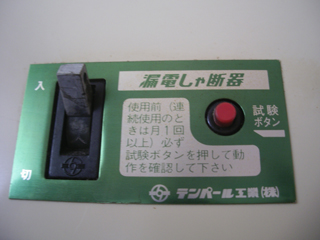 漏電しゃ断器
入
切
使用前（連
続使用のと
きは月1回
以上）必ず
試験ボタンを押して動
作を確認して下さい
試験
ボタン
テンパール工業(株)